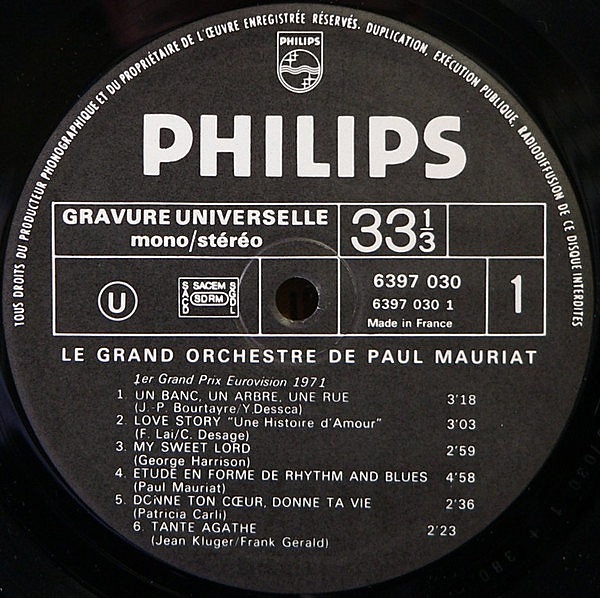 TOUS DROITS DU PRODUCTEUR PHONOGRAPHIQUE ET DU PROPRIÉTAIRE DE L'ŒUVRE ENREGISTRÉE RÉSERVÉS. DUPLICATION, EXÉCUTION PUBLIQUE, RADIODIFFUSION DE CE DISQUE INTERDITES
PHILIPS
PHILIPS
GRAVURE UNIVERSELLE
mono/stéréo
33 1/3
U
SACEM
SACD
SDRM
SGDL
6397 030
6397 030 1
Made in France
1
LE GRAND ORCHESTRE DE PAUL MAURIAT
1er Grand Prix Eurovision 1971
1. UN BANC, UN ARBRE, UNE RUE 3'18
(J.-P. Bourtayre/Y.Dessca)
2. LOVE STORY "Une Histoire d'Amour" 3'03
(F. Lai/C. Desage)
3. MY SWEET LORD 2'59
(George Harrison)
4. ETUDE EN FORME DE RHYTHM AND BLUES 4'58
(Paul Mauriat)
5. DONNE TON CŒUR, DONNE TA VIE 2'36
(Patricia Carli)
6. TANTE AGATHE 2'23
(Jean Kluger/Frank Gerald)